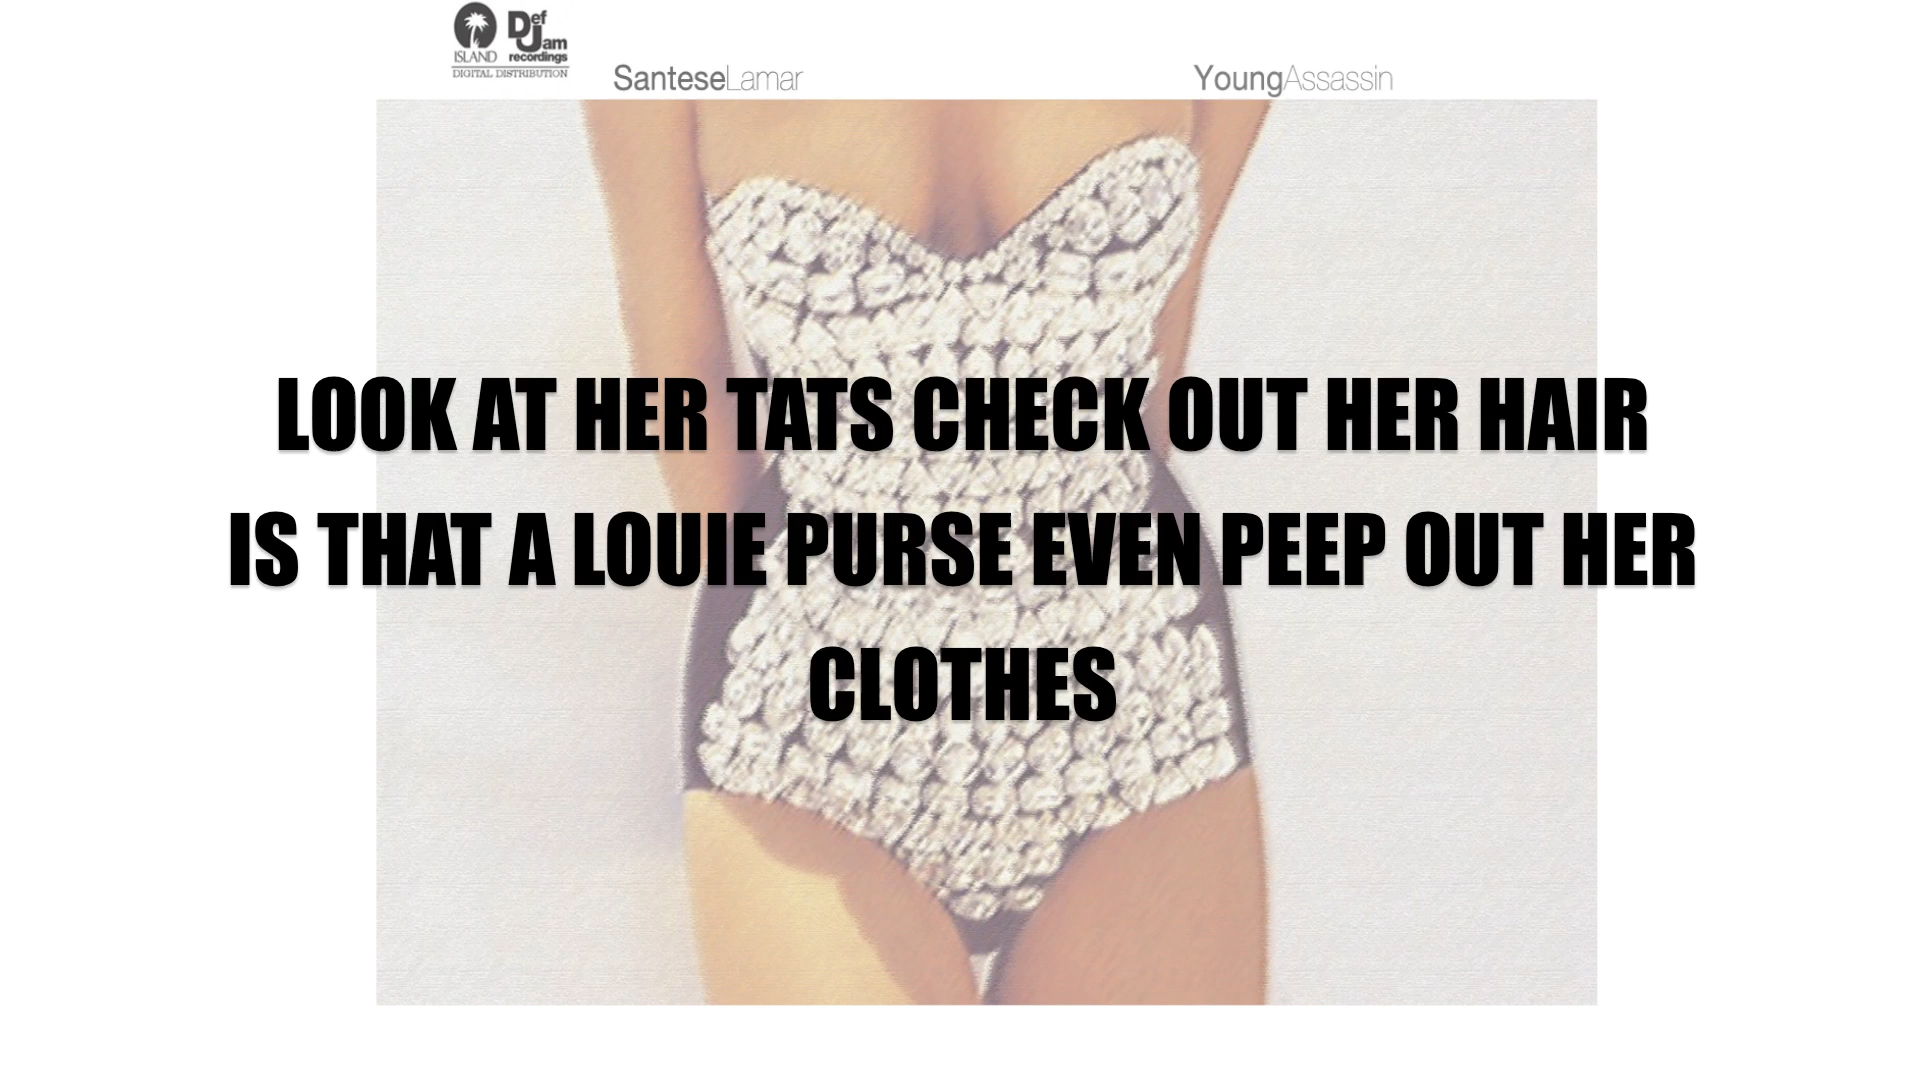 Def
Jam
recordings
ISLAND
DIGITAL DISTRIBUTION
SanteseLamar
YoungAssassin
LOOK AT HER TATS CHECK OUT HER HAIR
IS THAT A LOUIE PURSE EVEN PEEP OUT HER
CLOTHES